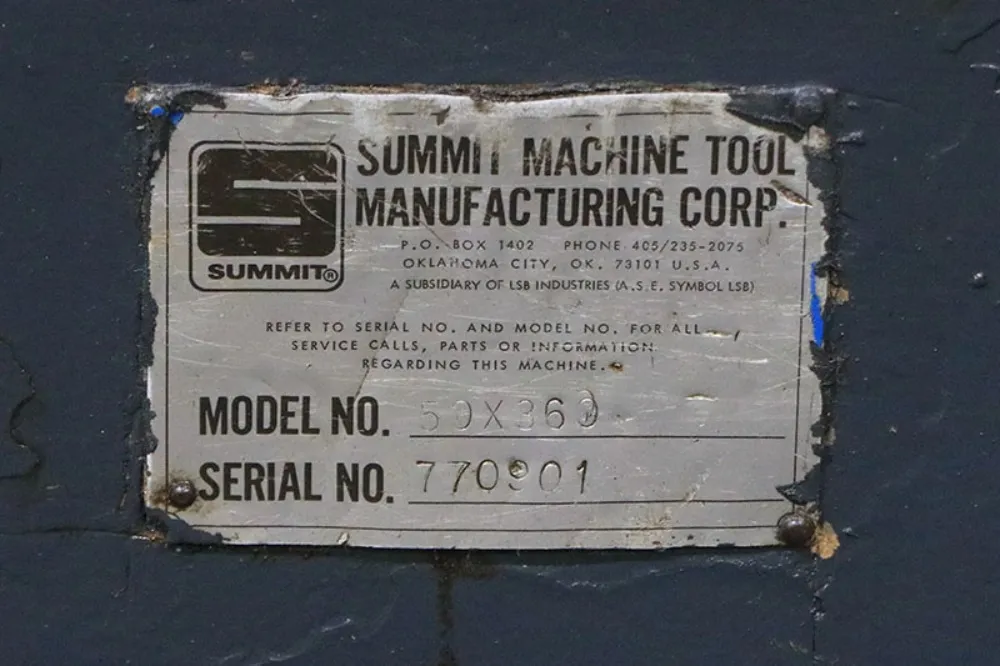 SUMMIT MACHINE TOOL
MANUFACTURING CORP.
SUMMIT®
P.O. BOX 1402 PHONE 405/235-2075
OKLAHOMA CITY, OK. 73101 U.S.A.
A SUBSIDIARY OF LSB INDUSTRIES (A.S.E. SYMBOL LSB)
REFER TO SERIAL NO. AND MODEL NO. FOR ALL
SERVICE CALLS, PARTS OR INFORMATION
REGARDING THIS MACHINE.
MODEL NO. 50X360
SERIAL NO. 770901